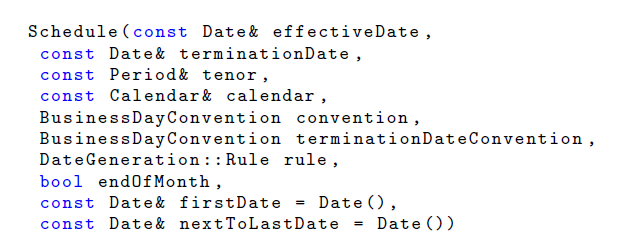 Schedule(const Date& effectiveDate,
const Date& terminationDate,
const Period& tenor,
const Calendar& calendar,
BusinessDayConvention convention,
BusinessDayConvention terminationDateConvention,
DateGeneration::Rule rule,
bool endOfMonth,
const Date& firstDate = Date(),
const Date& nextToLastDate = Date())